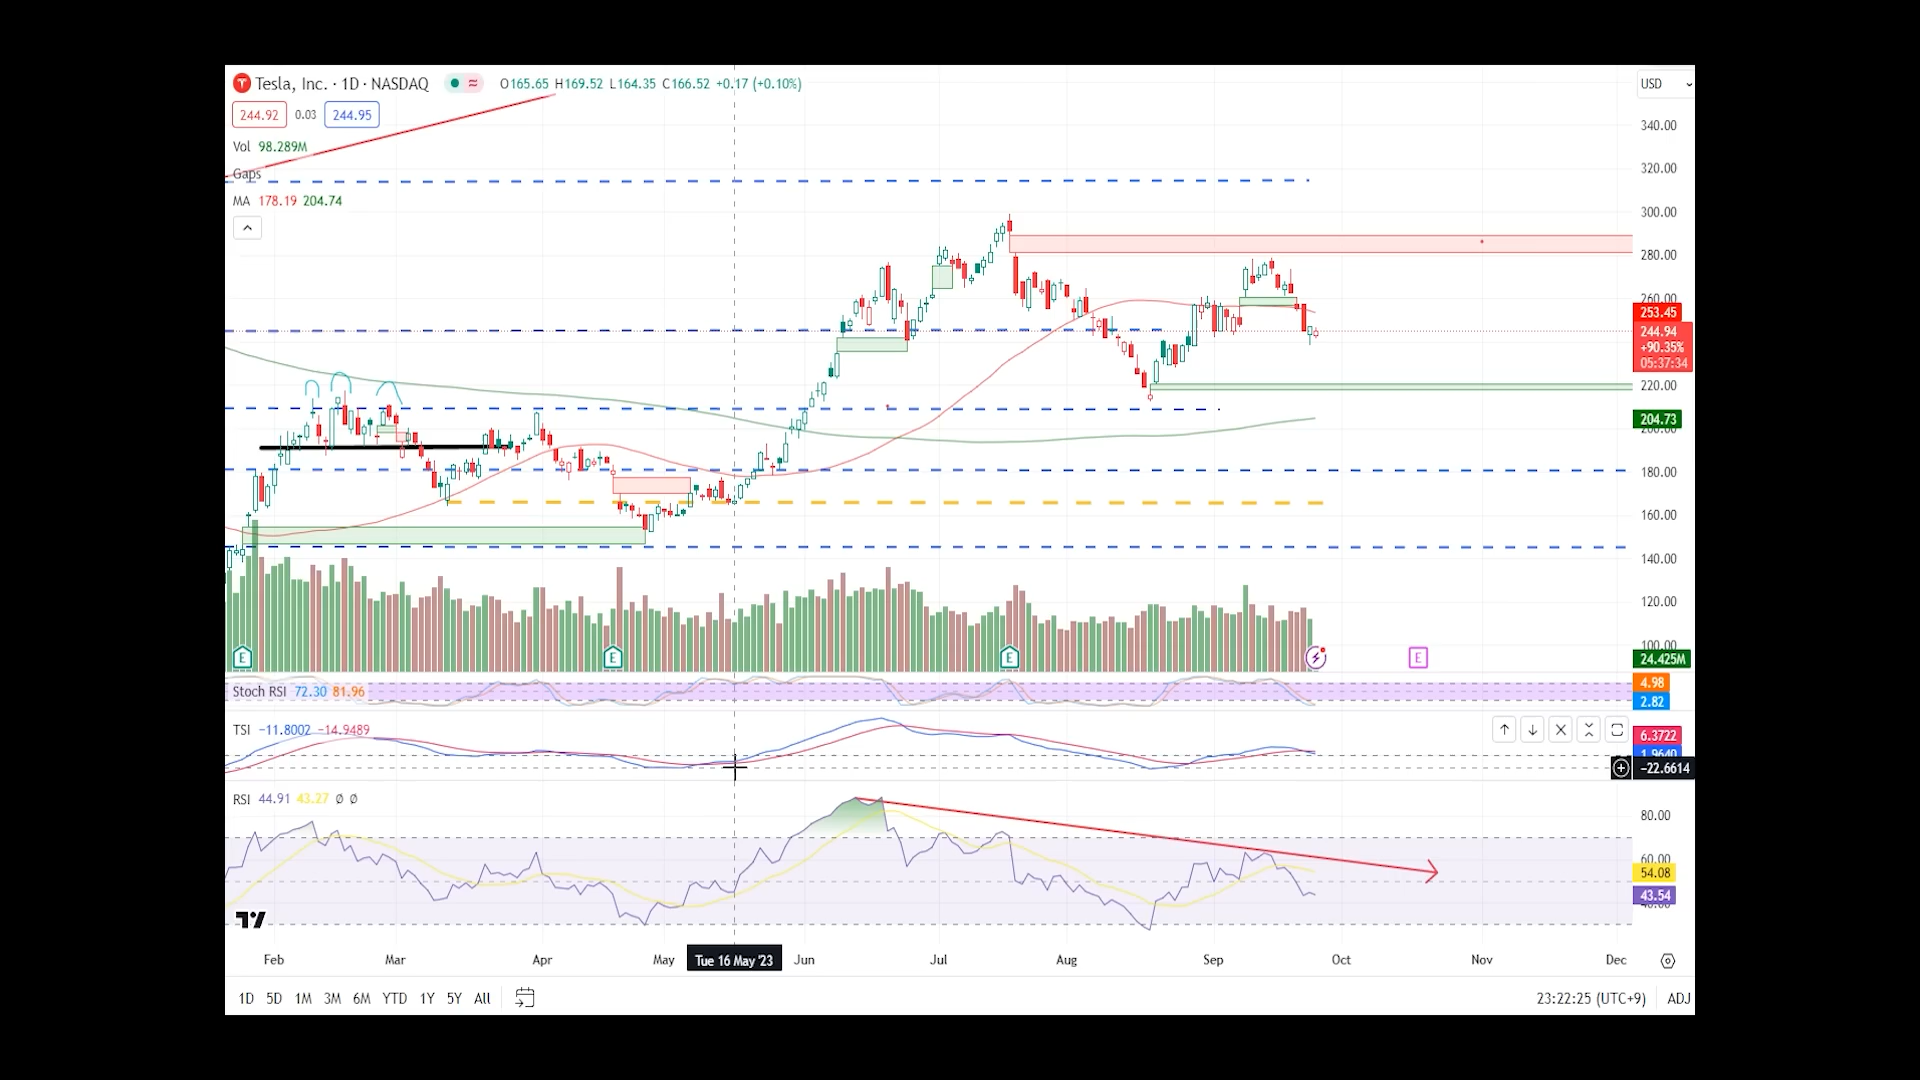 Tesla, Inc. · 1D · NASDAQ O165.65 H169.52 L164.35 C166.52 +0.17 (+0.10%)
USD
244.92 0.03 244.95
Vol 98.289M
Gaps
MA 178.19 204.74
340.00
320.00
300.00
280.00
260.00
253.45
244.94
+90.35%
05:37:34
220.00
204.73
200.00
180.00
160.00
140.00
120.00
100.00
24.425M
E E E E
Stoch RSI 72.30 81.96
4.98
2.82
TSI −11.8002 −14.9489
6.3722
1.9640
−22.6614
RSI 44.91 43.27 Ø Ø
80.00
60.00
54.08
43.54
40.00
Feb Mar Apr May Tue 16 May '23 Jun Jul Aug Sep Oct Nov Dec
1D 5D 1M 3M 6M YTD 1Y 5Y All
23:22:25 (UTC+9) ADJ